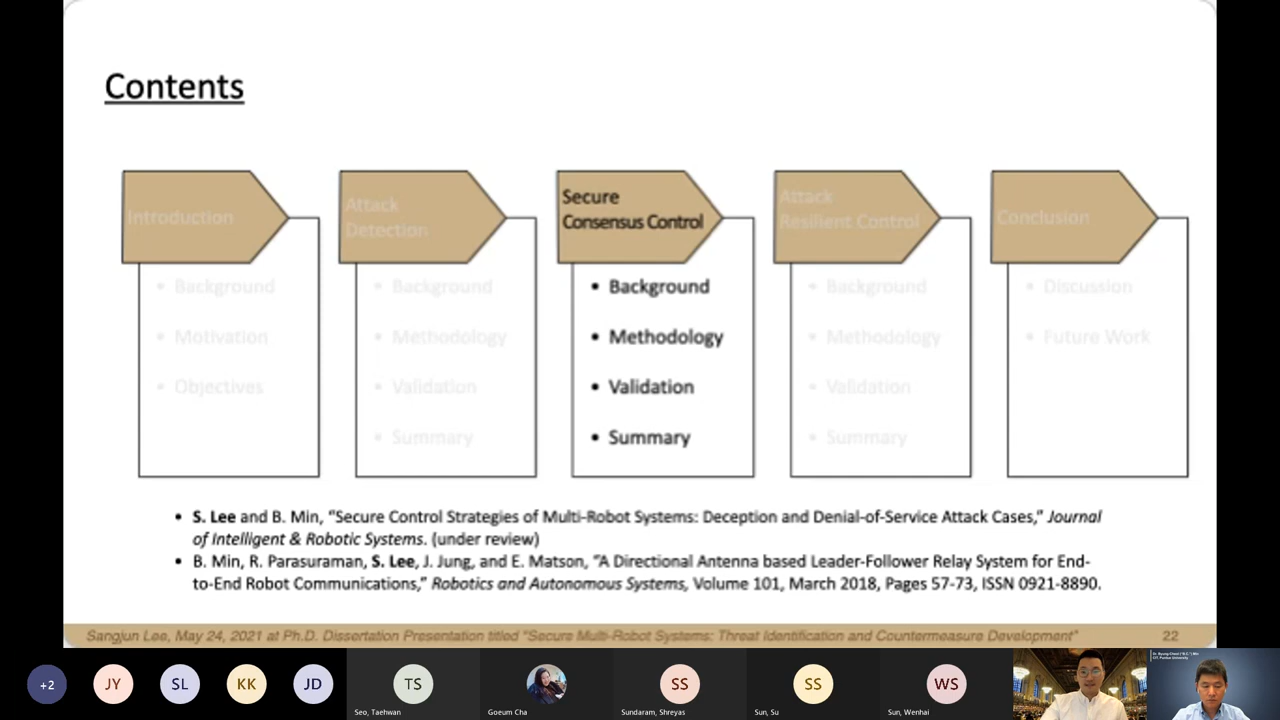 Contents
Introduction
Background
Motivation
Objectives
Attack
Detection
Background
Methodology
Validation
Summary
Secure
Consensus Control
Background
Methodology
Validation
Summary
Attack
Resilient Control
Background
Methodology
Validation
Summary
Conclusion
Discussion
Future Work
S. Lee and B. Min, “Secure Control Strategies of Multi-Robot Systems: Deception and Denial-of-Service Attack Cases,” Journal
of Intelligent & Robotic Systems. (under review)
B. Min, R. Parasuraman, S. Lee, J. Jung, and E. Matson, “A Directional Antenna based Leader-Follower Relay System for End-
to-End Robot Communications,” Robotics and Autonomous Systems, Volume 101, March 2018, Pages 57-73, ISSN 0921-8890.
Sangjun Lee, May 24, 2021 at Ph.D. Dissertation Presentation titled "Secure Multi-Robot Systems: Threat Identification and Countermeasure Development" 22
+2 JY SL KK JD TS SS SS WS
Seo, Taehwan Goeum Cha Sundaram, Shreyas Sun, Su Sun, Wenhai